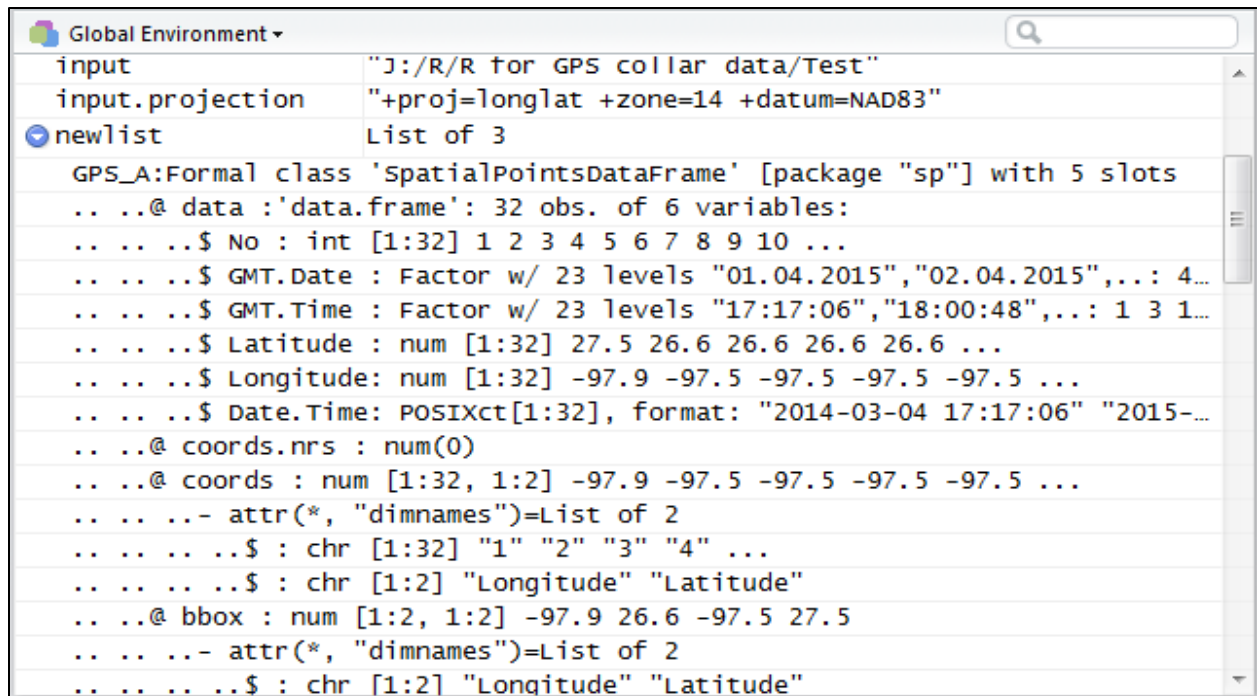 Global Environment
input "J:/R/R for GPS collar data/Test"
input.projection "+proj=longlat +zone=14 +datum=NAD83"
newlist List of 3
GPS_A:Formal class 'SpatialPointsDataFrame' [package "sp"] with 5 slots
.. ..@ data :'data.frame': 32 obs. of 6 variables:
.. .. ..$ No : int [1:32] 1 2 3 4 5 6 7 8 9 10 ...
.. .. ..$ GMT.Date : Factor w/ 23 levels "01.04.2015","02.04.2015",..: 4…
.. .. ..$ GMT.Time : Factor w/ 23 levels "17:17:06","18:00:48",..: 1 3 1…
.. .. ..$ Latitude : num [1:32] 27.5 26.6 26.6 26.6 26.6 ...
.. .. ..$ Longitude: num [1:32] -97.9 -97.5 -97.5 -97.5 -97.5 ...
.. .. ..$ Date.Time: POSIXct[1:32], format: "2014-03-04 17:17:06" "2015-…
.. ..@ coords.nrs : num(0)
.. ..@ coords : num [1:32, 1:2] -97.9 -97.5 -97.5 -97.5 -97.5 ...
.. .. ..- attr(*, "dimnames")=List of 2
.. .. .. ..$ : chr [1:32] "1" "2" "3" "4" ...
.. .. .. ..$ : chr [1:2] "Longitude" "Latitude"
.. ..@ bbox : num [1:2, 1:2] -97.9 26.6 -97.5 27.5
.. .. ..- attr(*, "dimnames")=List of 2
.. .. .. ..$ : chr [1:2] "Longitude" "Latitude"